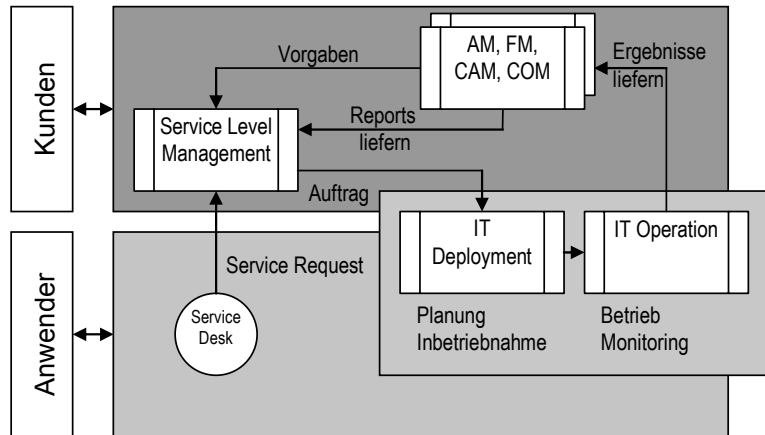 Kunden
Vorgaben
AM, FM,
CAM, COM
Ergebnisse
liefern
Service Level
Management
Reports
liefern
Auftrag
Anwender
Service Request
Service
Desk
IT
Deployment
IT Operation
Planung
Inbetriebnahme
Betrieb
Monitoring